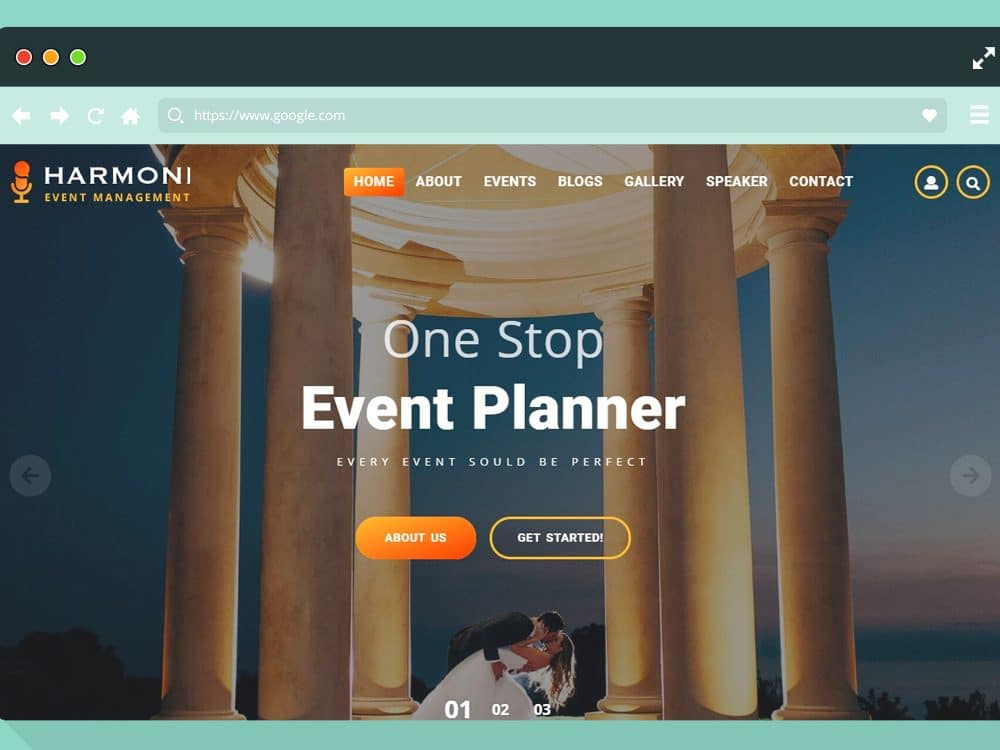 https://www.google.com
HARMONI
EVENT MANAGEMENT
HOME ABOUT EVENTS BLOGS GALLERY SPEAKER CONTACT
One Stop
Event Planner
EVERY EVENT SOULD BE PERFECT
ABOUT US GET STARTED!
01 02 03